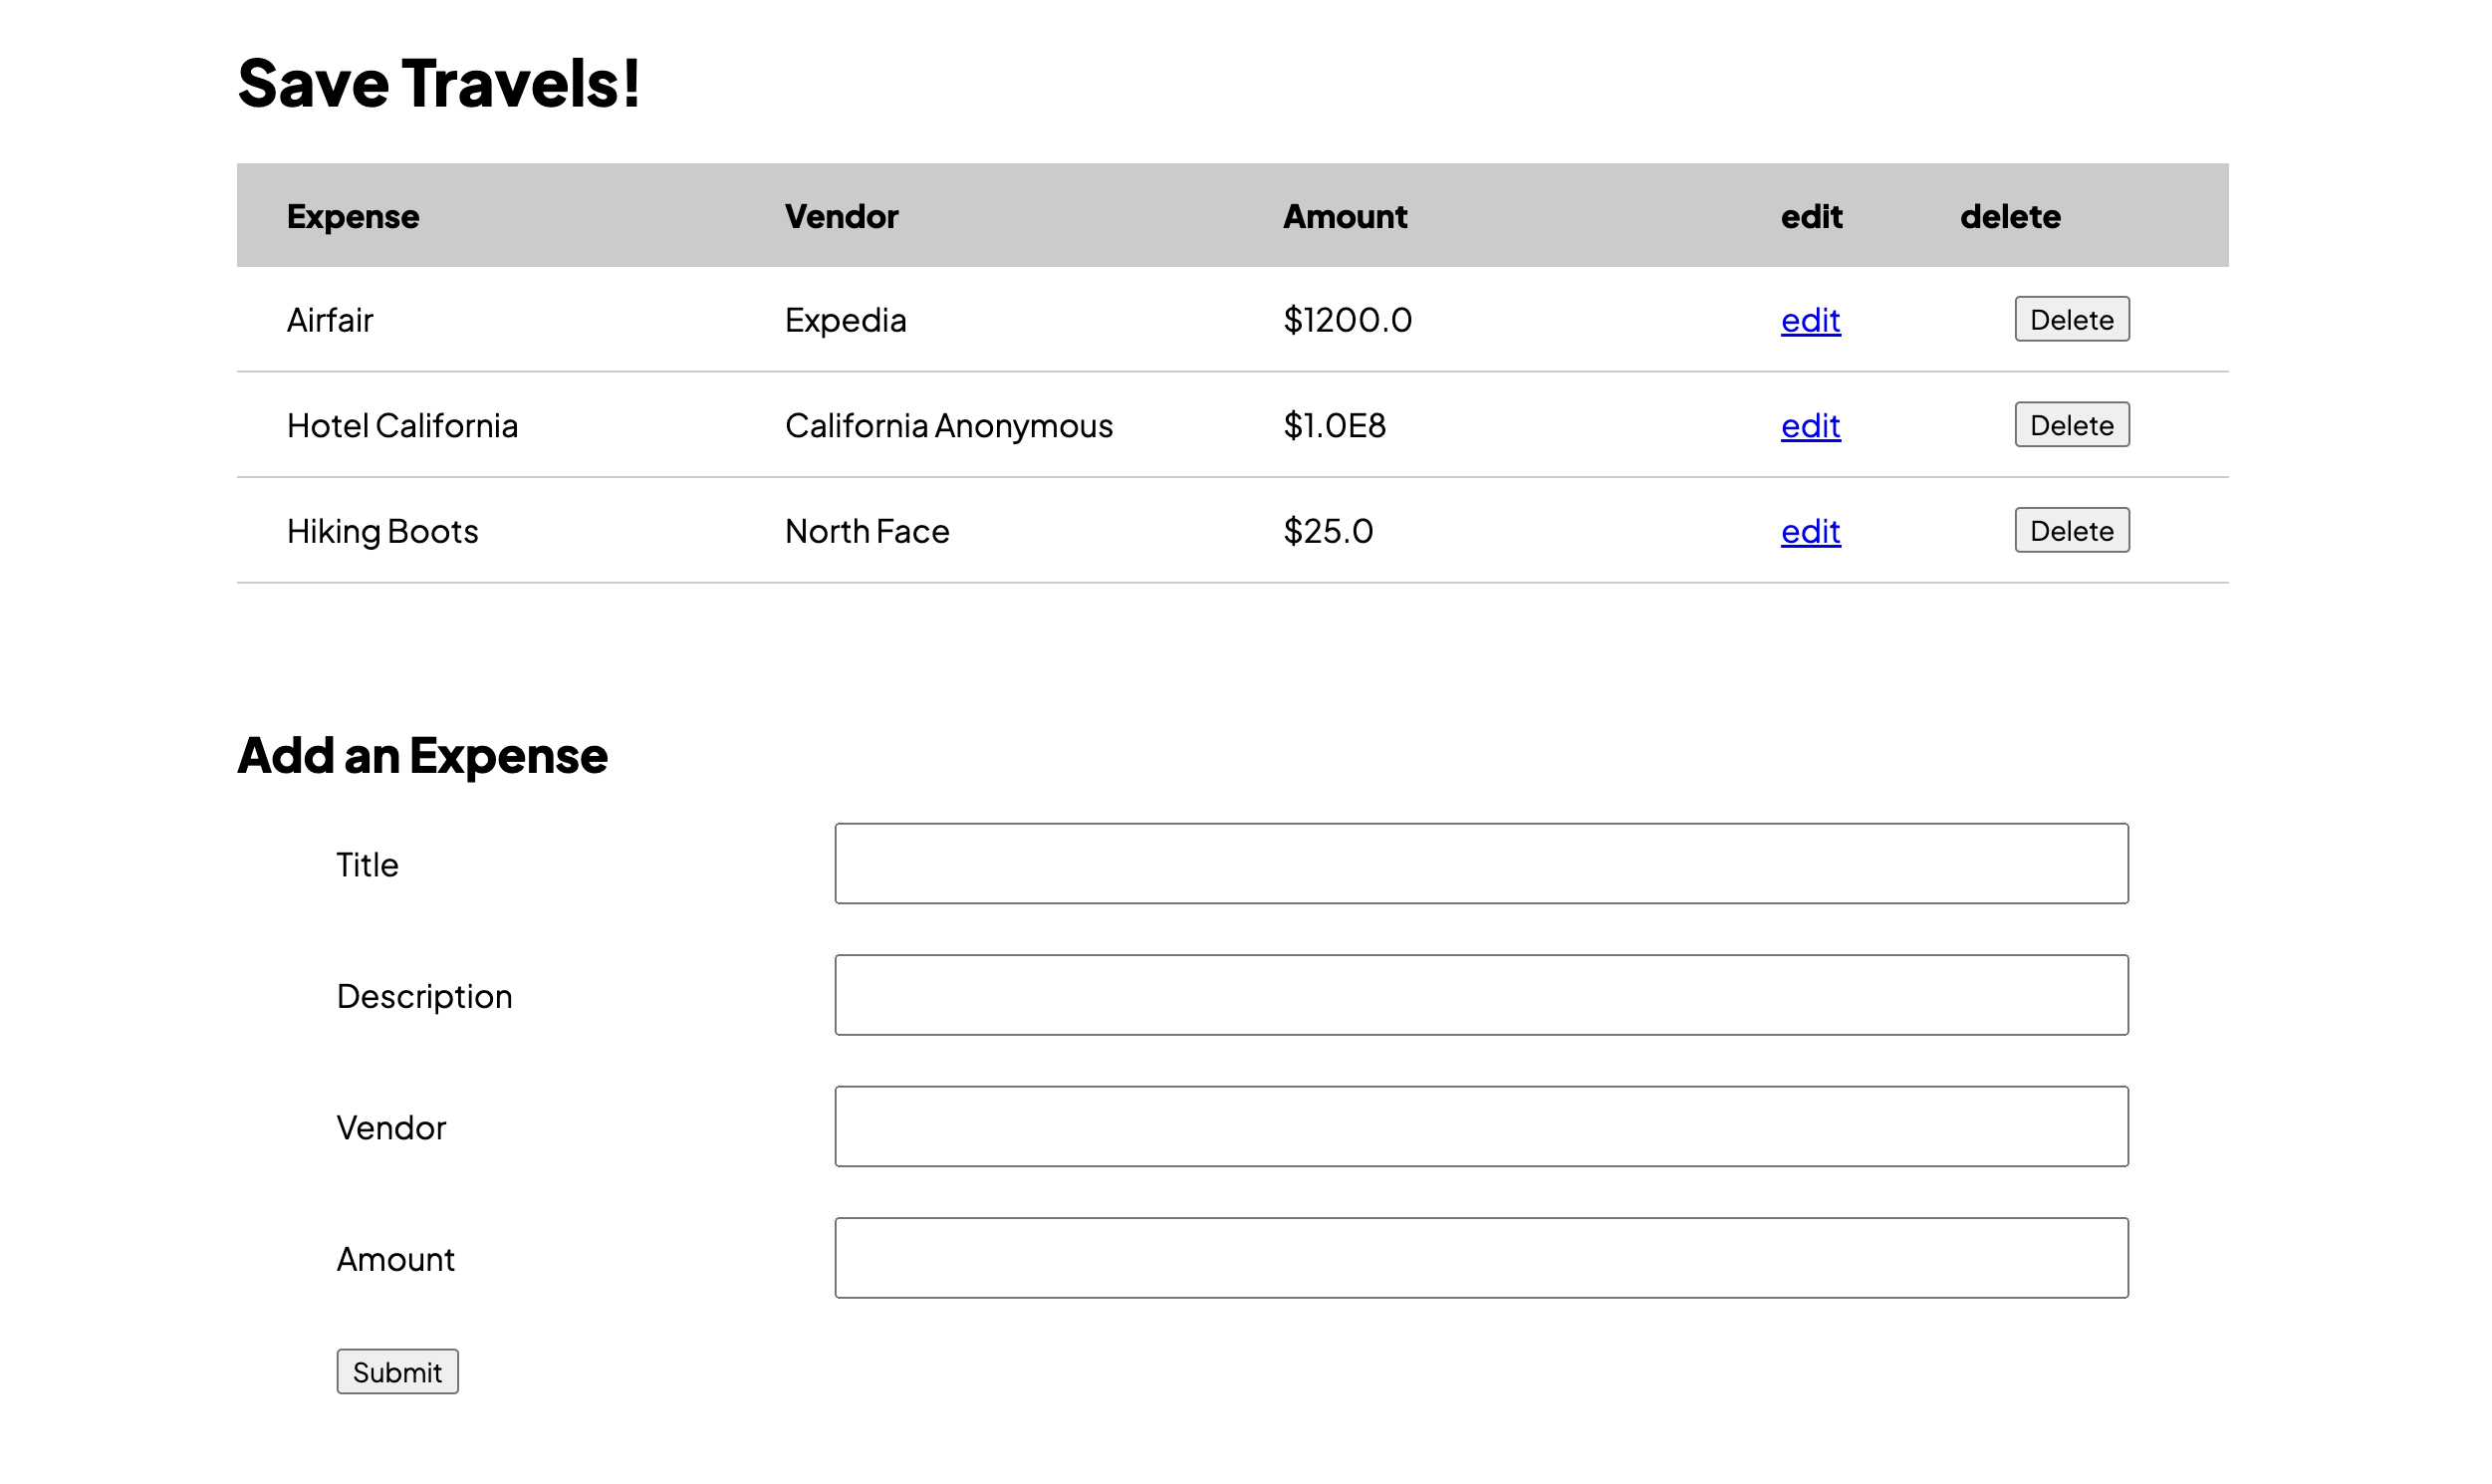 Save Travels!
Expense Vendor Amount edit delete
Airfair Expedia $1200.0 edit Delete
Hotel California California Anonymous $1.0E8 edit Delete
Hiking Boots North Face $25.0 edit Delete
Add an Expense
Title
Description
Vendor
Amount
Submit